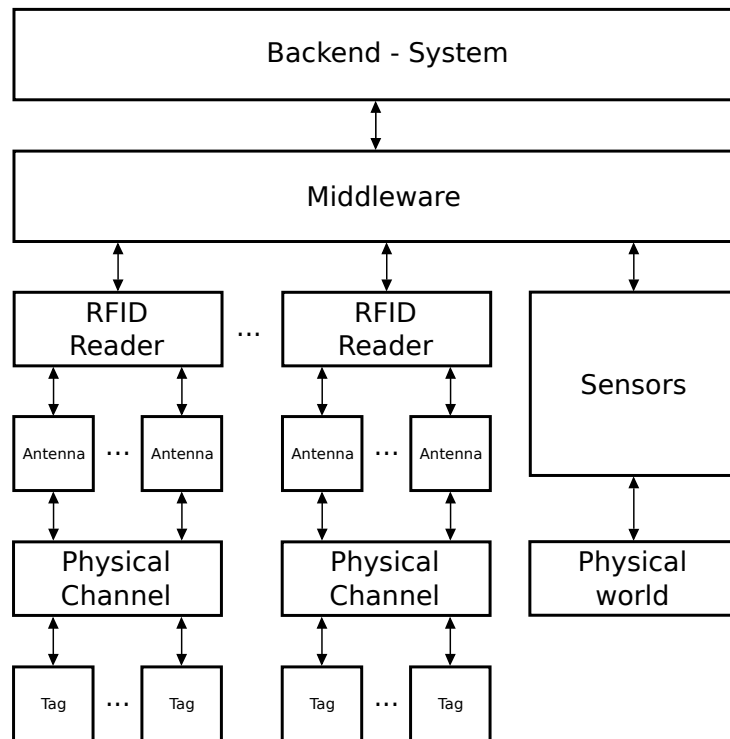 Backend - System
Middleware
RFID
Reader
...
RFID
Reader
Sensors
Antenna
...
Antenna
Antenna
...
Antenna
Physical
Channel
Physical
Channel
Physical
world
Tag
...
Tag
Tag
...
Tag